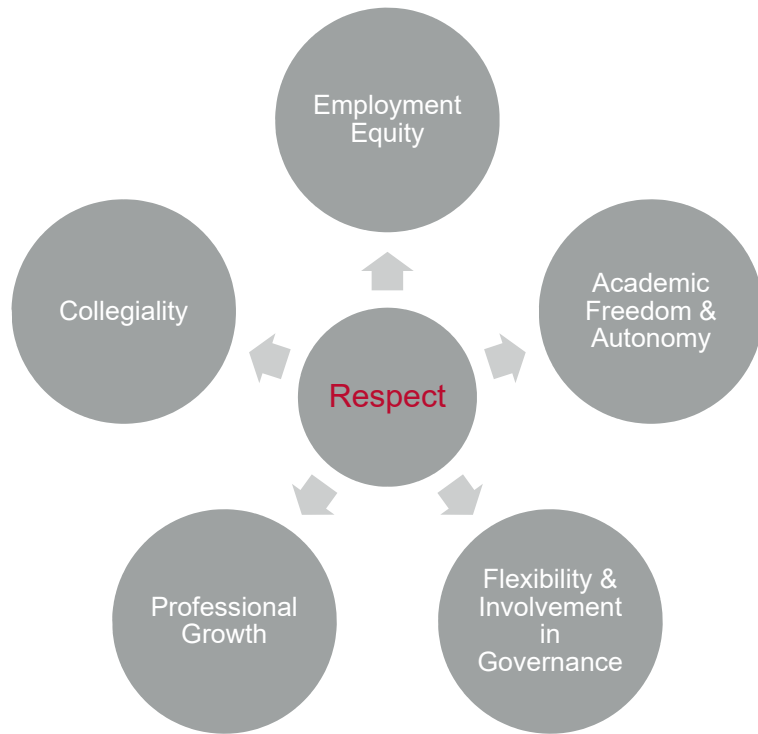 Employment
Equity
Academic
Freedom &
Autonomy
Collegiality
Respect
Flexibility &
Involvement
in
Governance
Professional
Growth